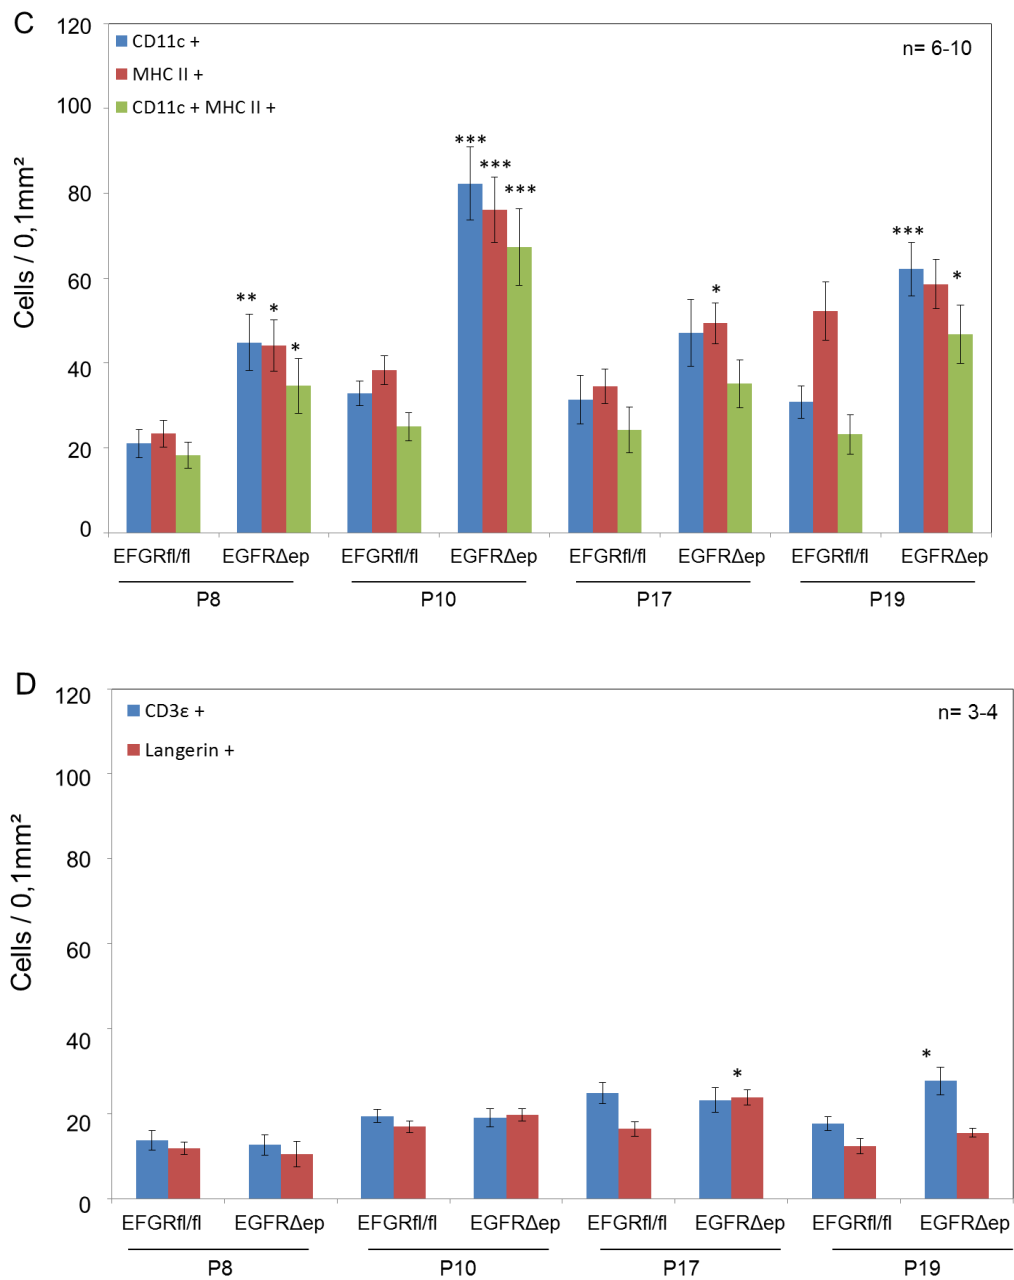 C
120
CD11c +
n= 6-10
MHC II +
CD11c + MHC II +
100
80
60
40
20
0
Cells / 0,1mm²
*** *** ***
** * *
*
*** *
EFGRfl/fl EGFRΔep EFGRfl/fl EGFRΔep EFGRfl/fl EGFRΔep EFGRfl/fl EGFRΔep
P8 P10 P17 P19
D
120
CD3ε +
n= 3-4
Langerin +
100
80
60
40
20
0
Cells / 0,1mm²
* *
EFGRfl/fl EGFRΔep EFGRfl/fl EGFRΔep EFGRfl/fl EGFRΔep EFGRfl/fl EGFRΔep
P8 P10 P17 P19